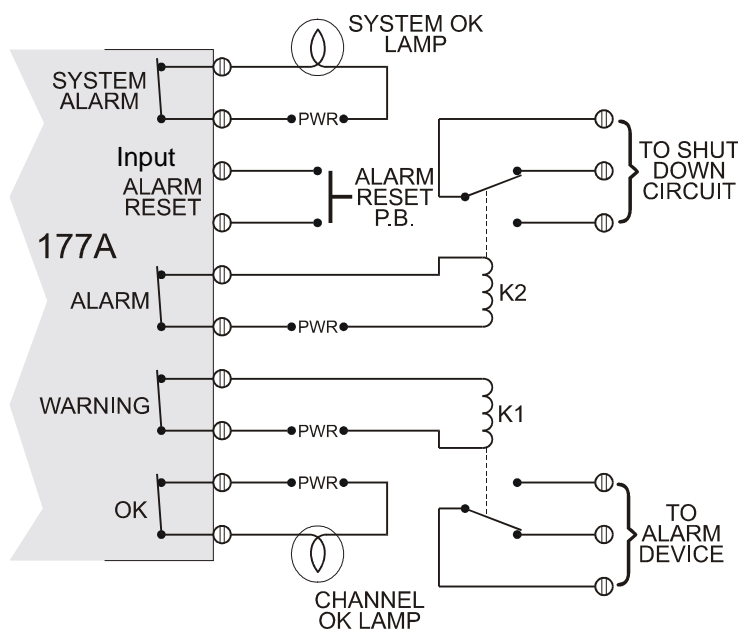 SYSTEM OK
LAMP
SYSTEM
ALARM
PWR
Input
ALARM
RESET
ALARM
RESET
P.B.
TO SHUT
DOWN
CIRCUIT
177A
ALARM
K2
PWR
WARNING
K1
PWR
OK
PWR
TO
ALARM
DEVICE
CHANNEL
OK LAMP